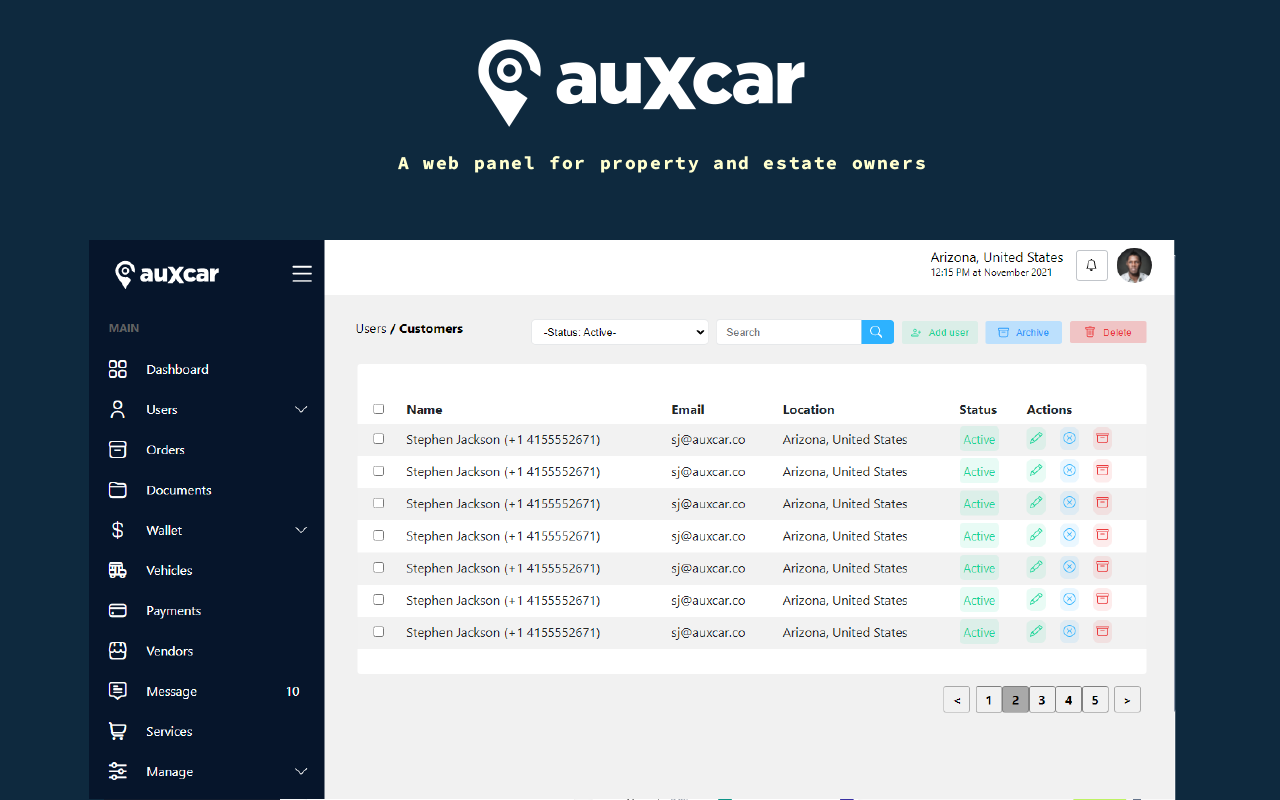 auXcar
A web panel for property and estate owners
auXcar
Arizona, United States
12:15 PM at November 2021
MAIN
Dashboard
Users
Orders
Documents
Wallet
Vehicles
Payments
Vendors
Message 10
Services
Manage
Users / Customers
-Status: Active-
Search
Add user
Archive
Delete
Name Email Location Status Actions
Stephen Jackson (+1 4155552671) sj@auxcar.co Arizona, United States Active
Stephen Jackson (+1 4155552671) sj@auxcar.co Arizona, United States Active
Stephen Jackson (+1 4155552671) sj@auxcar.co Arizona, United States Active
Stephen Jackson (+1 4155552671) sj@auxcar.co Arizona, United States Active
Stephen Jackson (+1 4155552671) sj@auxcar.co Arizona, United States Active
Stephen Jackson (+1 4155552671) sj@auxcar.co Arizona, United States Active
Stephen Jackson (+1 4155552671) sj@auxcar.co Arizona, United States Active
< 1 2 3 4 5 >